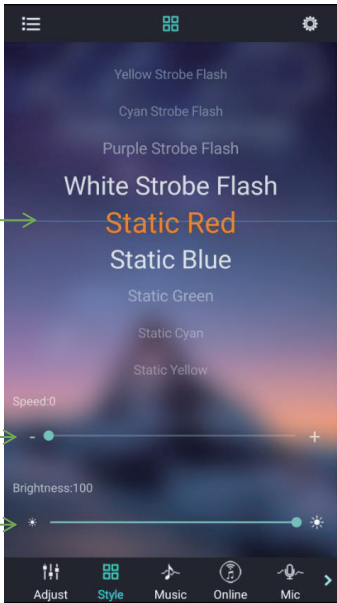 Yellow Strobe Flash
Cyan Strobe Flash
Purple Strobe Flash
White Strobe Flash
Static Red
Static Blue
Static Green
Static Cyan
Static Yellow
Speed:0
- +
Brightness:100
Adjust Style Music Online Mic